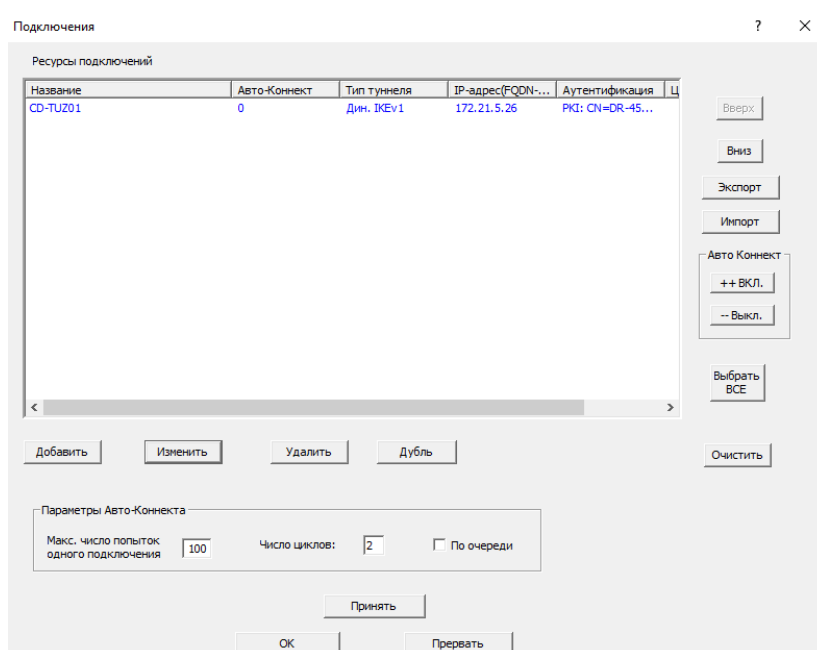 Подключения
?
Ресурсы подключений
Название Авто-Коннект Тип туннеля IP-адрес(FQDN-... Аутентификация Ц
CD-TUZ01 0 Дин. IKEv1 172.21.5.26 PKI: CN=DR-45...
Вверх
Вниз
Экспорт
Импорт
Авто Коннект
++ ВКЛ.
-- Выкл.
Выбрать
ВСЕ
Добавить Изменить Удалить Дубль Очистить
Параметры Авто-Коннекта
Макс. число попыток
одного подключения 100 Число циклов: 2 По очереди
Принять
ОК Прервать